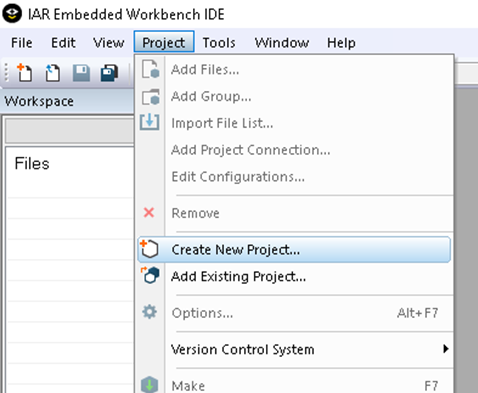 IAR Embedded Workbench IDE
File Edit View Project Tools Window Help
Workspace
Files
Add Files...
Add Group...
Import File List...
Add Project Connection...
Edit Configurations...
Remove
Create New Project...
Add Existing Project...
Options... Alt+F7
Version Control System
Make F7